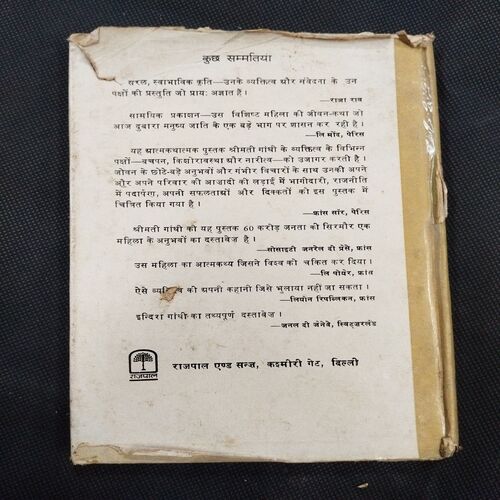 कुछ सम्मतियां
सरल, स्वाभाविक कृति—उनके व्यक्तित्व और संवेदना के उन
पक्षों की प्रस्तुति जो प्रायः अज्ञात हैं।
—राजा राव
सामयिक प्रकाशन—उस विशिष्ट महिला की जीवन-कथा जो
आज दुबारा मनुष्य जाति के एक बड़े भाग पर शासन कर रही है।
—लि मोंद, पेरिस
यह आत्मकथात्मक पुस्तक श्रीमती गांधी के व्यक्तित्व के विभिन्न
पक्षों—बचपन, किशोरावस्था और नारीत्व—को उजागर करती है।
जीवन के छोटे-बड़े अनुभवों और गंभीर विचारों के साथ उनकी अपने
और अपने परिवार की आज़ादी की लड़ाई में भागीदारी, राजनीति
में पदार्पण, अपनी सफलताओं और दिक्कतों को इस पुस्तक में
चित्रित किया गया है।
—फ्रांस सॉर, पेरिस
श्रीमती गांधी की यह पुस्तक 60 करोड़ जनता की सिरमौर एक
महिला के अनुभवों का दस्तावेज़ है।
—सोसाइटी जनरेल दी प्रेसे, फ्रांस
उस महिला का आत्मकथ्य जिसने विश्व को चकित कर दिया।
—लि पोयेंर, फ्रांस
ऐसे व्यक्तित्व की अपनी कहानी जिसे भुलाया नहीं जा सकता।
—लियोन रिपब्लिकन, फ्रांस
इन्दिरा गांधी का तथ्यपूर्ण दस्तावेज़।
—जनल दी जेनेवे, स्विट्ज़रलैंड
राजपाल
राजपाल एण्ड सन्ज़, कश्मीरी गेट, दिल्ली